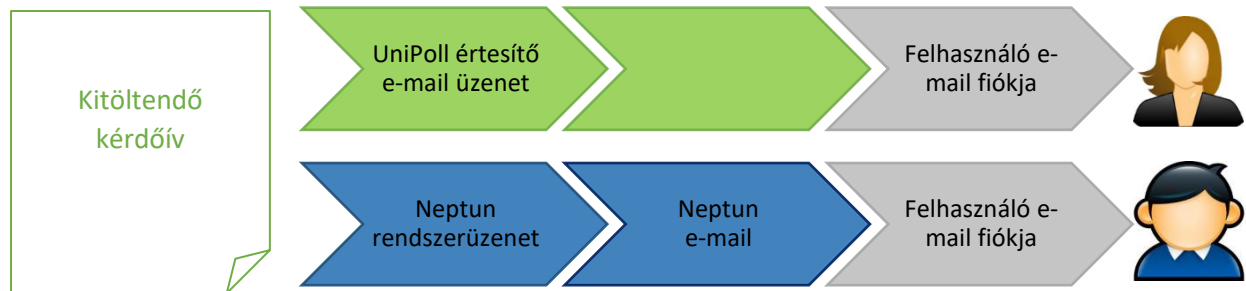 Kitöltendő
kérdőív
UniPoll értesítő
e-mail üzenet
Felhasználó e-
mail fiókja
Neptun
rendszerüzenet
Neptun
e-mail
Felhasználó e-
mail fiókja